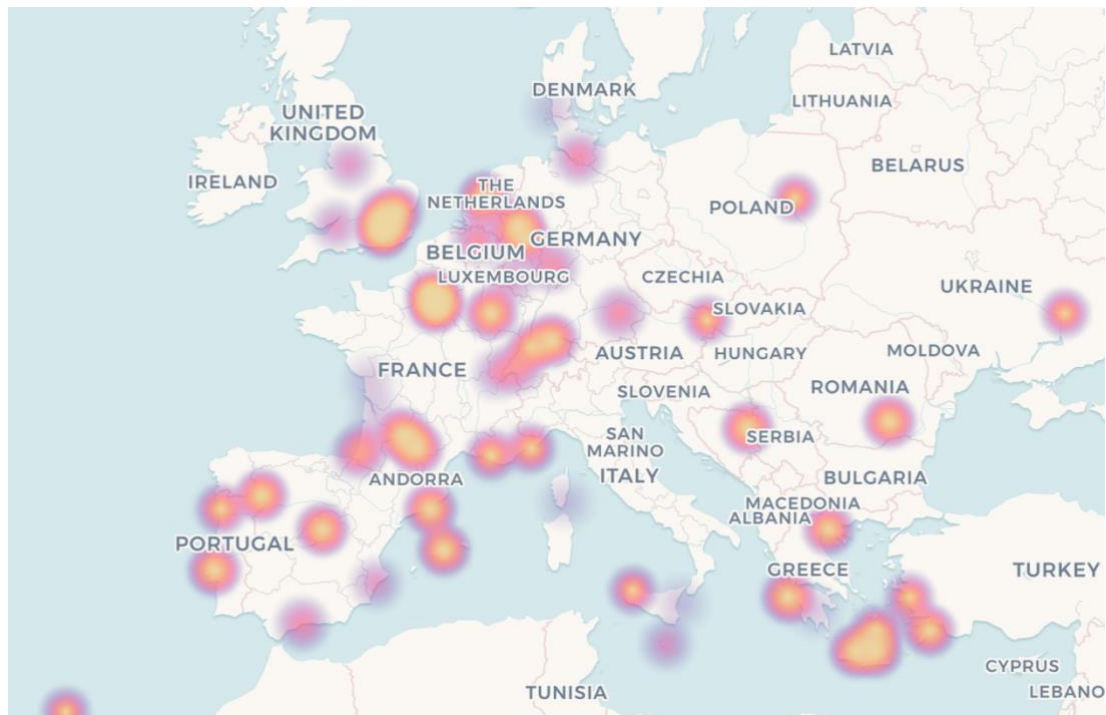 LATVIA
DENMARK
LITHUANIA
UNITED
KINGDOM
BELARUS
IRELAND
THE
NETHERLANDS
POLAND
GERMANY
BELGIUM
LUXEMBOURG
CZECHIA
UKRAINE
SLOVAKIA
AUSTRIA
HUNGARY
MOLDOVA
FRANCE
SLOVENIA
ROMANIA
SAN
MARINO
SERBIA
ITALY
ANDORRA
BULGARIA
MACEDONIA
ALBANIA
PORTUGAL
GREECE
TURKEY
CYPRUS
TUNISIA
LEBANO